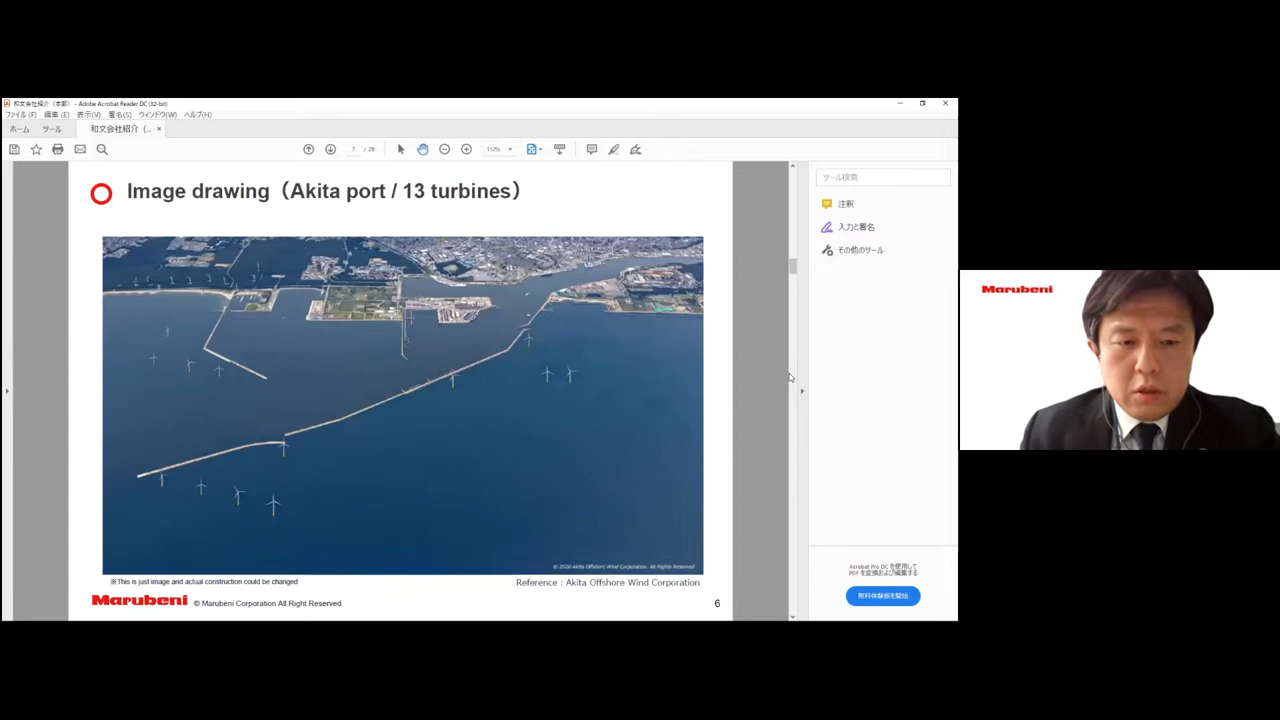 和文会社紹介（本部） - Adobe Acrobat Reader DC (32-bit)
ファイル(F) 編集(E) 表示(V) 署名(S) ウィンドウ(W) ヘルプ(H)
ホーム ツール 和文会社紹介 (... ×
7 / 29 112%
Image drawing（Akita port / 13 turbines）
ツール検索
注釈
入力と署名
その他のツール
© 2020 Akita Offshore Wind Corporation. All Rights Reserved
※This is just image and actual construction could be changed
Reference : Akita Offshore Wind Corporation
Marubeni © Marubeni Corporation All Right Reserved 6
Acrobat Pro DC を使用して
PDF を変換および編集する
無料体験版を開始
Marubeni